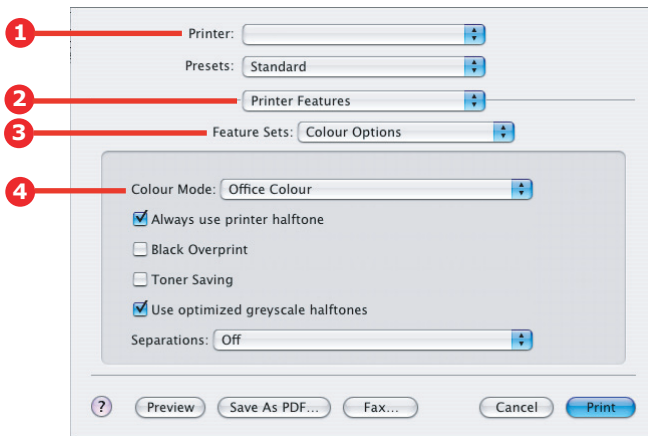 1 Printer:
Presets: Standard
2 Printer Features
3 Feature Sets: Colour Options
4 Colour Mode: Office Colour
Always use printer halftone
Black Overprint
Toner Saving
Use optimized greyscale halftones
Separations: Off
? Preview Save As PDF... Fax... Cancel Print